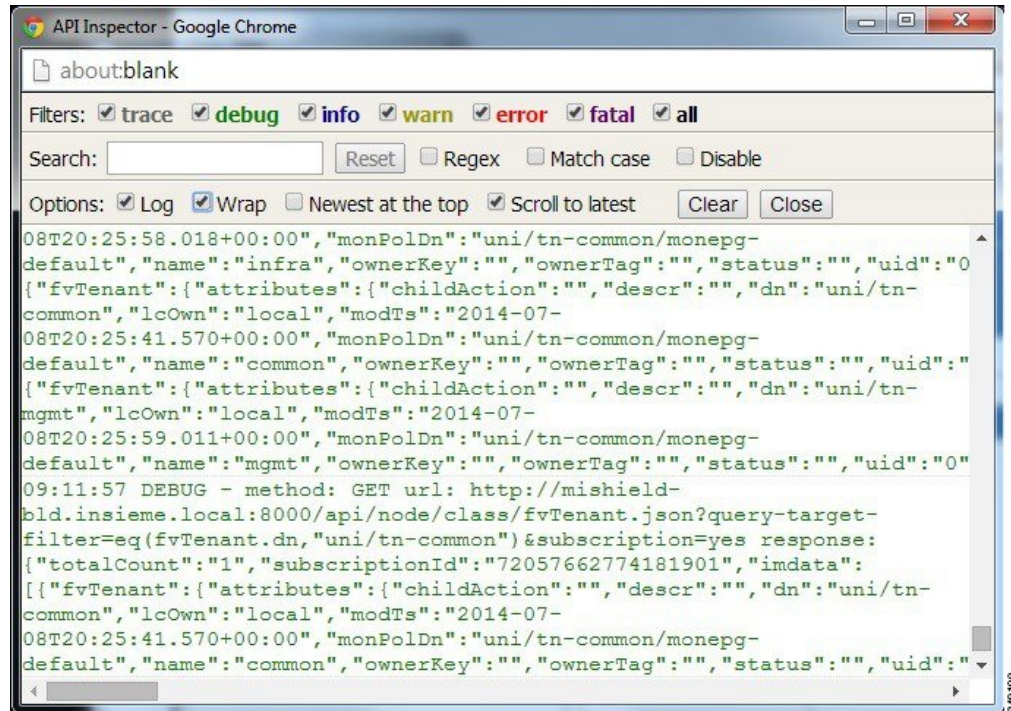 API Inspector - Google Chrome
about:blank
Filters: trace debug info warn error fatal all
Search: Reset Regex Match case Disable
Options: Log Wrap Newest at the top Scroll to latest Clear Close
08T20:25:58.018+00:00","monPolDn":"uni/tn-common/monepg-
default","name":"infra","ownerKey":"","ownerTag":"","status":"","uid":"0
{"fvTenant":{"attributes":{"childAction":"","descr":"","dn":"uni/tn-
common","lcOwn":"local","modTs":"2014-07-
08T20:25:41.570+00:00","monPolDn":"uni/tn-common/monepg-
default","name":"common","ownerKey":"","ownerTag":"","status":"","uid":"
{"fvTenant":{"attributes":{"childAction":"","descr":"","dn":"uni/tn-
mgmt","lcOwn":"local","modTs":"2014-07-
08T20:25:59.011+00:00","monPolDn":"uni/tn-common/monepg-
default","name":"mgmt","ownerKey":"","ownerTag":"","status":"","uid":"0"
09:11:57 DEBUG - method: GET url: http://mishield-
bld.insieme.local:8000/api/node/class/fvTenant.json?query-target-
filter=eq(fvTenant.dn,"uni/tn-common")&subscription=yes response:
{"totalCount":"1","subscriptionId":"72057662774181901","imdata":
[{"fvTenant":{"attributes":{"childAction":"","descr":"","dn":"uni/tn-
common","lcOwn":"local","modTs":"2014-07-
08T20:25:41.570+00:00","monPolDn":"uni/tn-common/monepg-
default","name":"common","ownerKey":"","ownerTag":"","status":"","uid":"